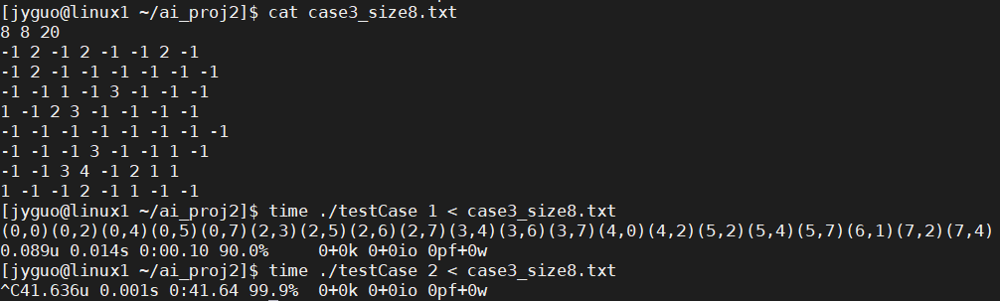 [jyguo@linux1 ~/ai_proj2]$ cat case3_size8.txt
8 8 20
-1 2 -1 2 -1 -1 2 -1
-1 2 -1 -1 -1 -1 -1 -1
-1 -1 1 -1 3 -1 -1 -1
1 -1 2 3 -1 -1 -1 -1
-1 -1 -1 -1 -1 -1 -1 -1
-1 -1 -1 3 -1 -1 1 -1
-1 -1 3 4 -1 2 1 1
1 -1 -1 2 -1 1 -1 -1
[jyguo@linux1 ~/ai_proj2]$ time ./testCase 1 < case3_size8.txt
(0,0)(0,2)(0,4)(0,5)(0,7)(2,3)(2,5)(2,6)(2,7)(3,4)(3,6)(3,7)(4,0)(4,2)(5,2)(5,4)(5,7)(6,1)(7,2)(7,4)
0.089u 0.014s 0:00.10 90.0%     0+0k 0+0io 0pf+0w
[jyguo@linux1 ~/ai_proj2]$ time ./testCase 2 < case3_size8.txt
^C41.636u 0.001s 0:41.64 99.9%  0+0k 0+0io 0pf+0w